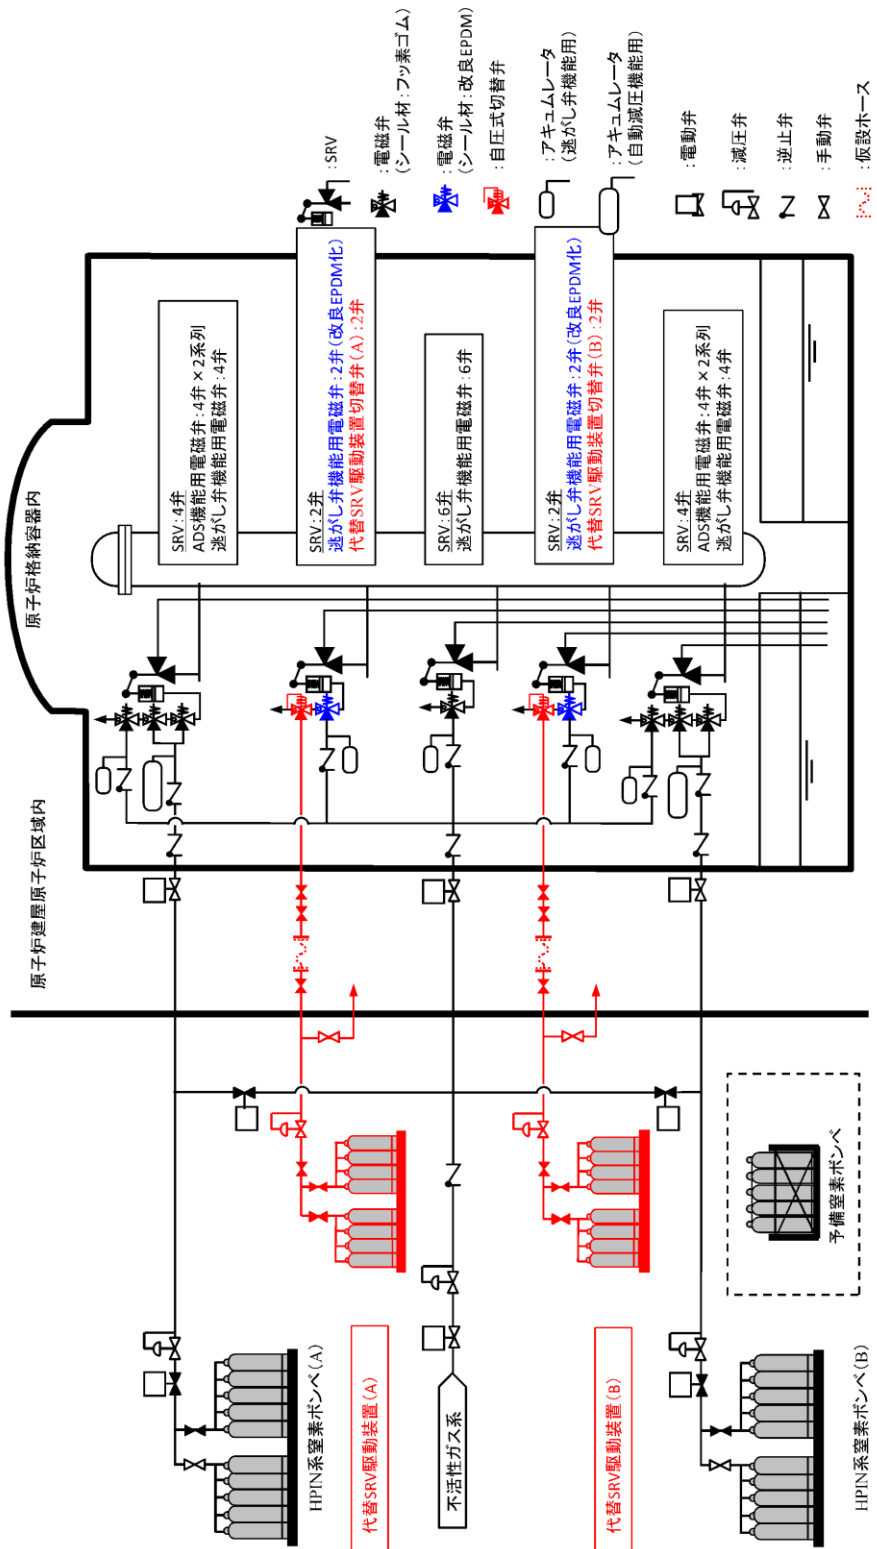 原子炉建屋原子炉区域内
原子炉格納容器内
SRV:4弁
ADS機能用電磁弁:4弁×2系列
逃がし弁機能用電磁弁:4弁
SRV:2弁
逃がし弁機能用電磁弁:2弁(改良EPDM化)
代替SRV駆動装置切替弁(A):2弁
SRV:6弁
逃がし弁機能用電磁弁:6弁
SRV:2弁
逃がし弁機能用電磁弁:2弁(改良EPDM化)
代替SRV駆動装置切替弁(B):2弁
SRV:4弁
ADS機能用電磁弁:4弁×2系列
逃がし弁機能用電磁弁:4弁
:SRV
:電磁弁
(シール材:フッ素ゴム)
:電磁弁
(シール材:改良EPDM)
:自圧式切替弁
:アキュムレータ
(逃がし弁機能用)
:アキュムレータ
(自動減圧機能用)
:電動弁
:減圧弁
:逆止弁
:手動弁
:仮設ホース
HPIN系窒素ボンベ(A)
代替SRV駆動装置(A)
不活性ガス系
代替SRV駆動装置(B)
予備窒素ボンベ
HPIN系窒素ボンベ(B)